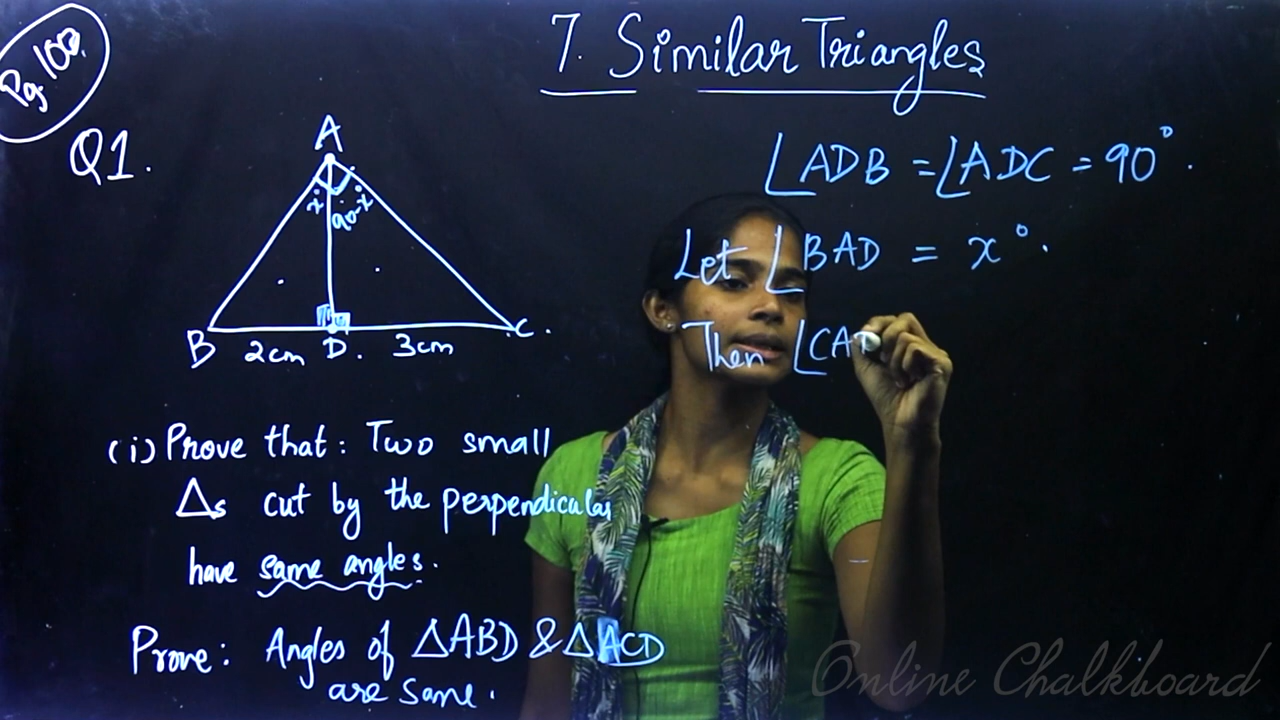 Pg 100.
7. Similar Triangles
Q1.
A
x° 90-x
B 2cm D. 3cm C.
∠ADB = ∠ADC = 90°.
Let ∠BAD = x°.
Then ∠CAD
(i) Prove that: Two small
Δs cut by the perpendicular
have same angles.
Prove: Angles of ΔABD & ΔACD
are same.
Online Chalkboard